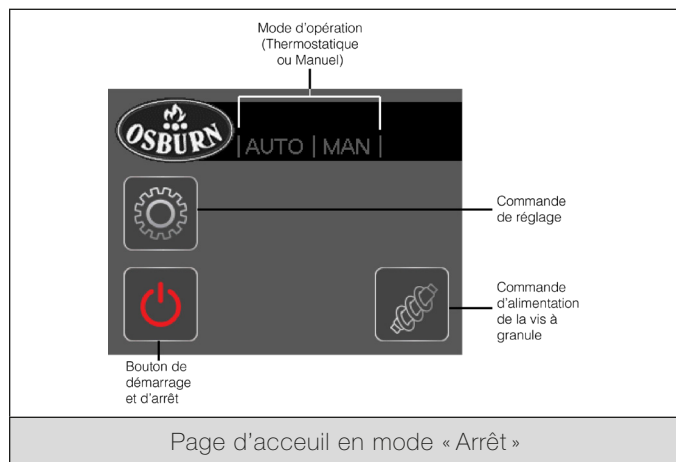 Mode d'opération
(Thermostatique
ou Manuel)
OSBURN
| AUTO | MAN |
Commande
de réglage
Commande
d'alimentation
de la vis à
granule
Bouton de
démarrage
et d'arrêt
Page d'acceuil en mode « Arrêt »